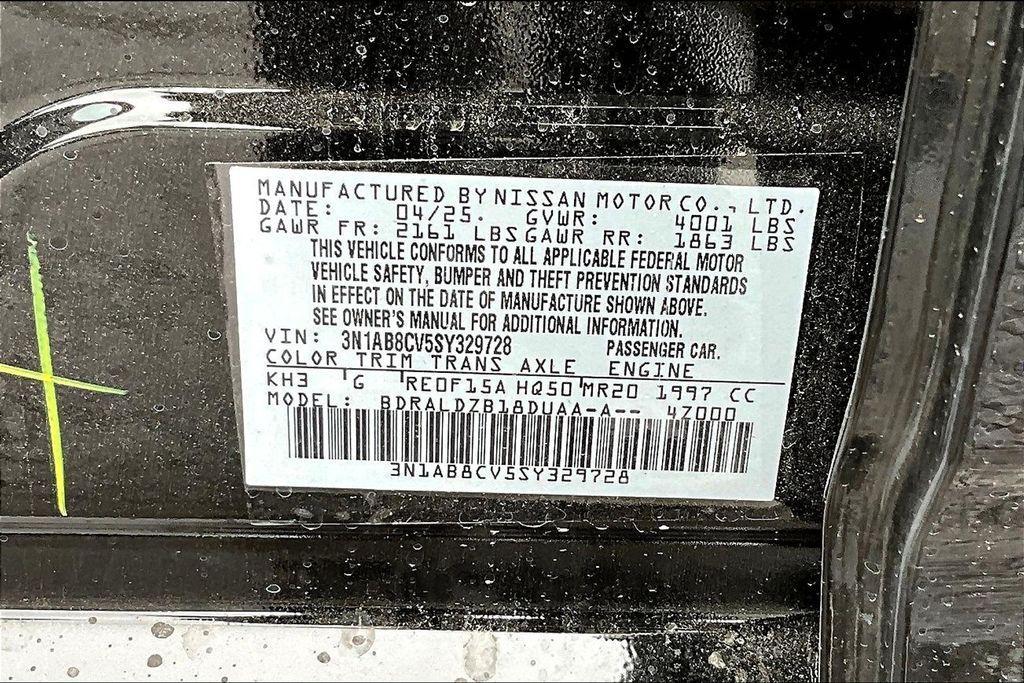 MANUFACTURED BY NISSAN MOTOR CO., LTD.
DATE: 04/25. GVWR: 4001 LBS
GAWR FR: 2161 LBS GAWR RR: 1863 LBS
THIS VEHICLE CONFORMS TO ALL APPLICABLE FEDERAL MOTOR
VEHICLE SAFETY, BUMPER AND THEFT PREVENTION STANDARDS
IN EFFECT ON THE DATE OF MANUFACTURE SHOWN ABOVE.
SEE OWNER'S MANUAL FOR ADDITIONAL INFORMATION.
VIN: 3N1AB8CV5SY329728 PASSENGER CAR.
COLOR TRIM TRANS AXLE ENGINE
KH3 G RE0F15A HQ50 MR20 1997 CC
MODEL: BDRALDZB18DUAA-A-- 4Z000
3N1AB8CV5SY329728